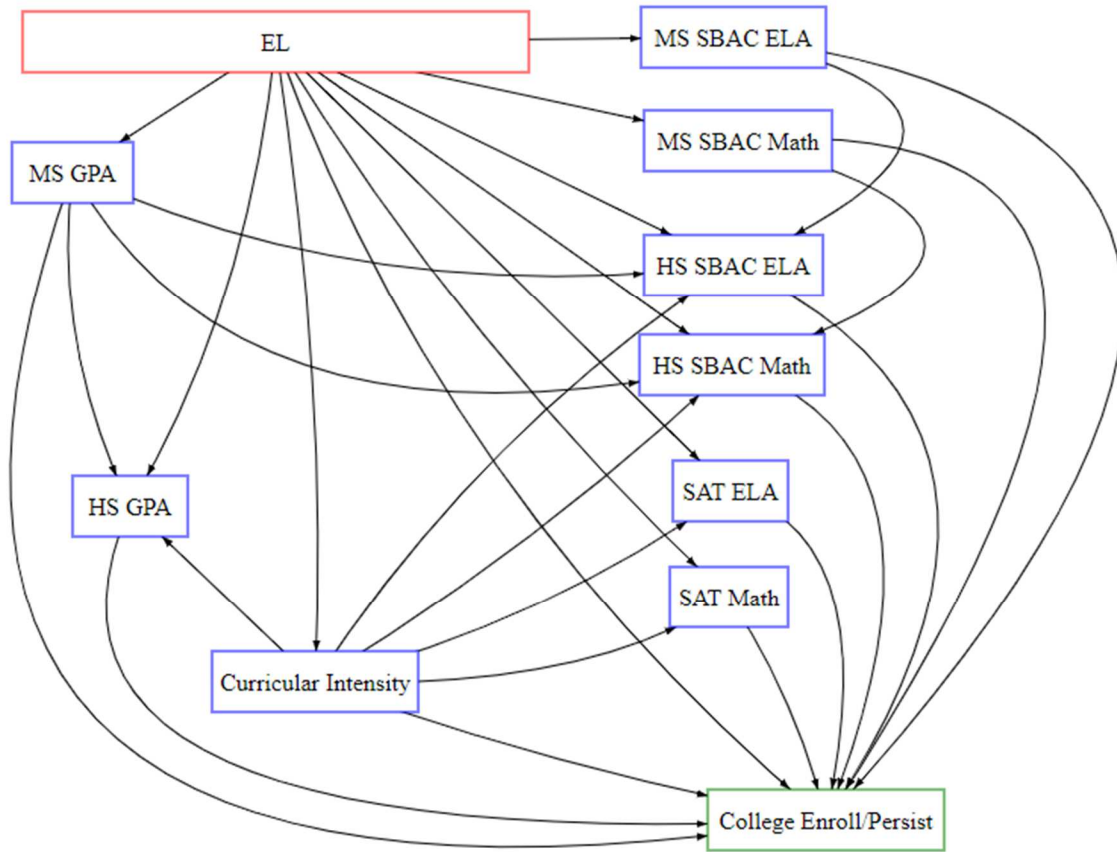 EL
MS SBAC ELA
MS SBAC Math
MS GPA
HS SBAC ELA
HS SBAC Math
HS GPA
SAT ELA
SAT Math
Curricular Intensity
College Enroll/Persist